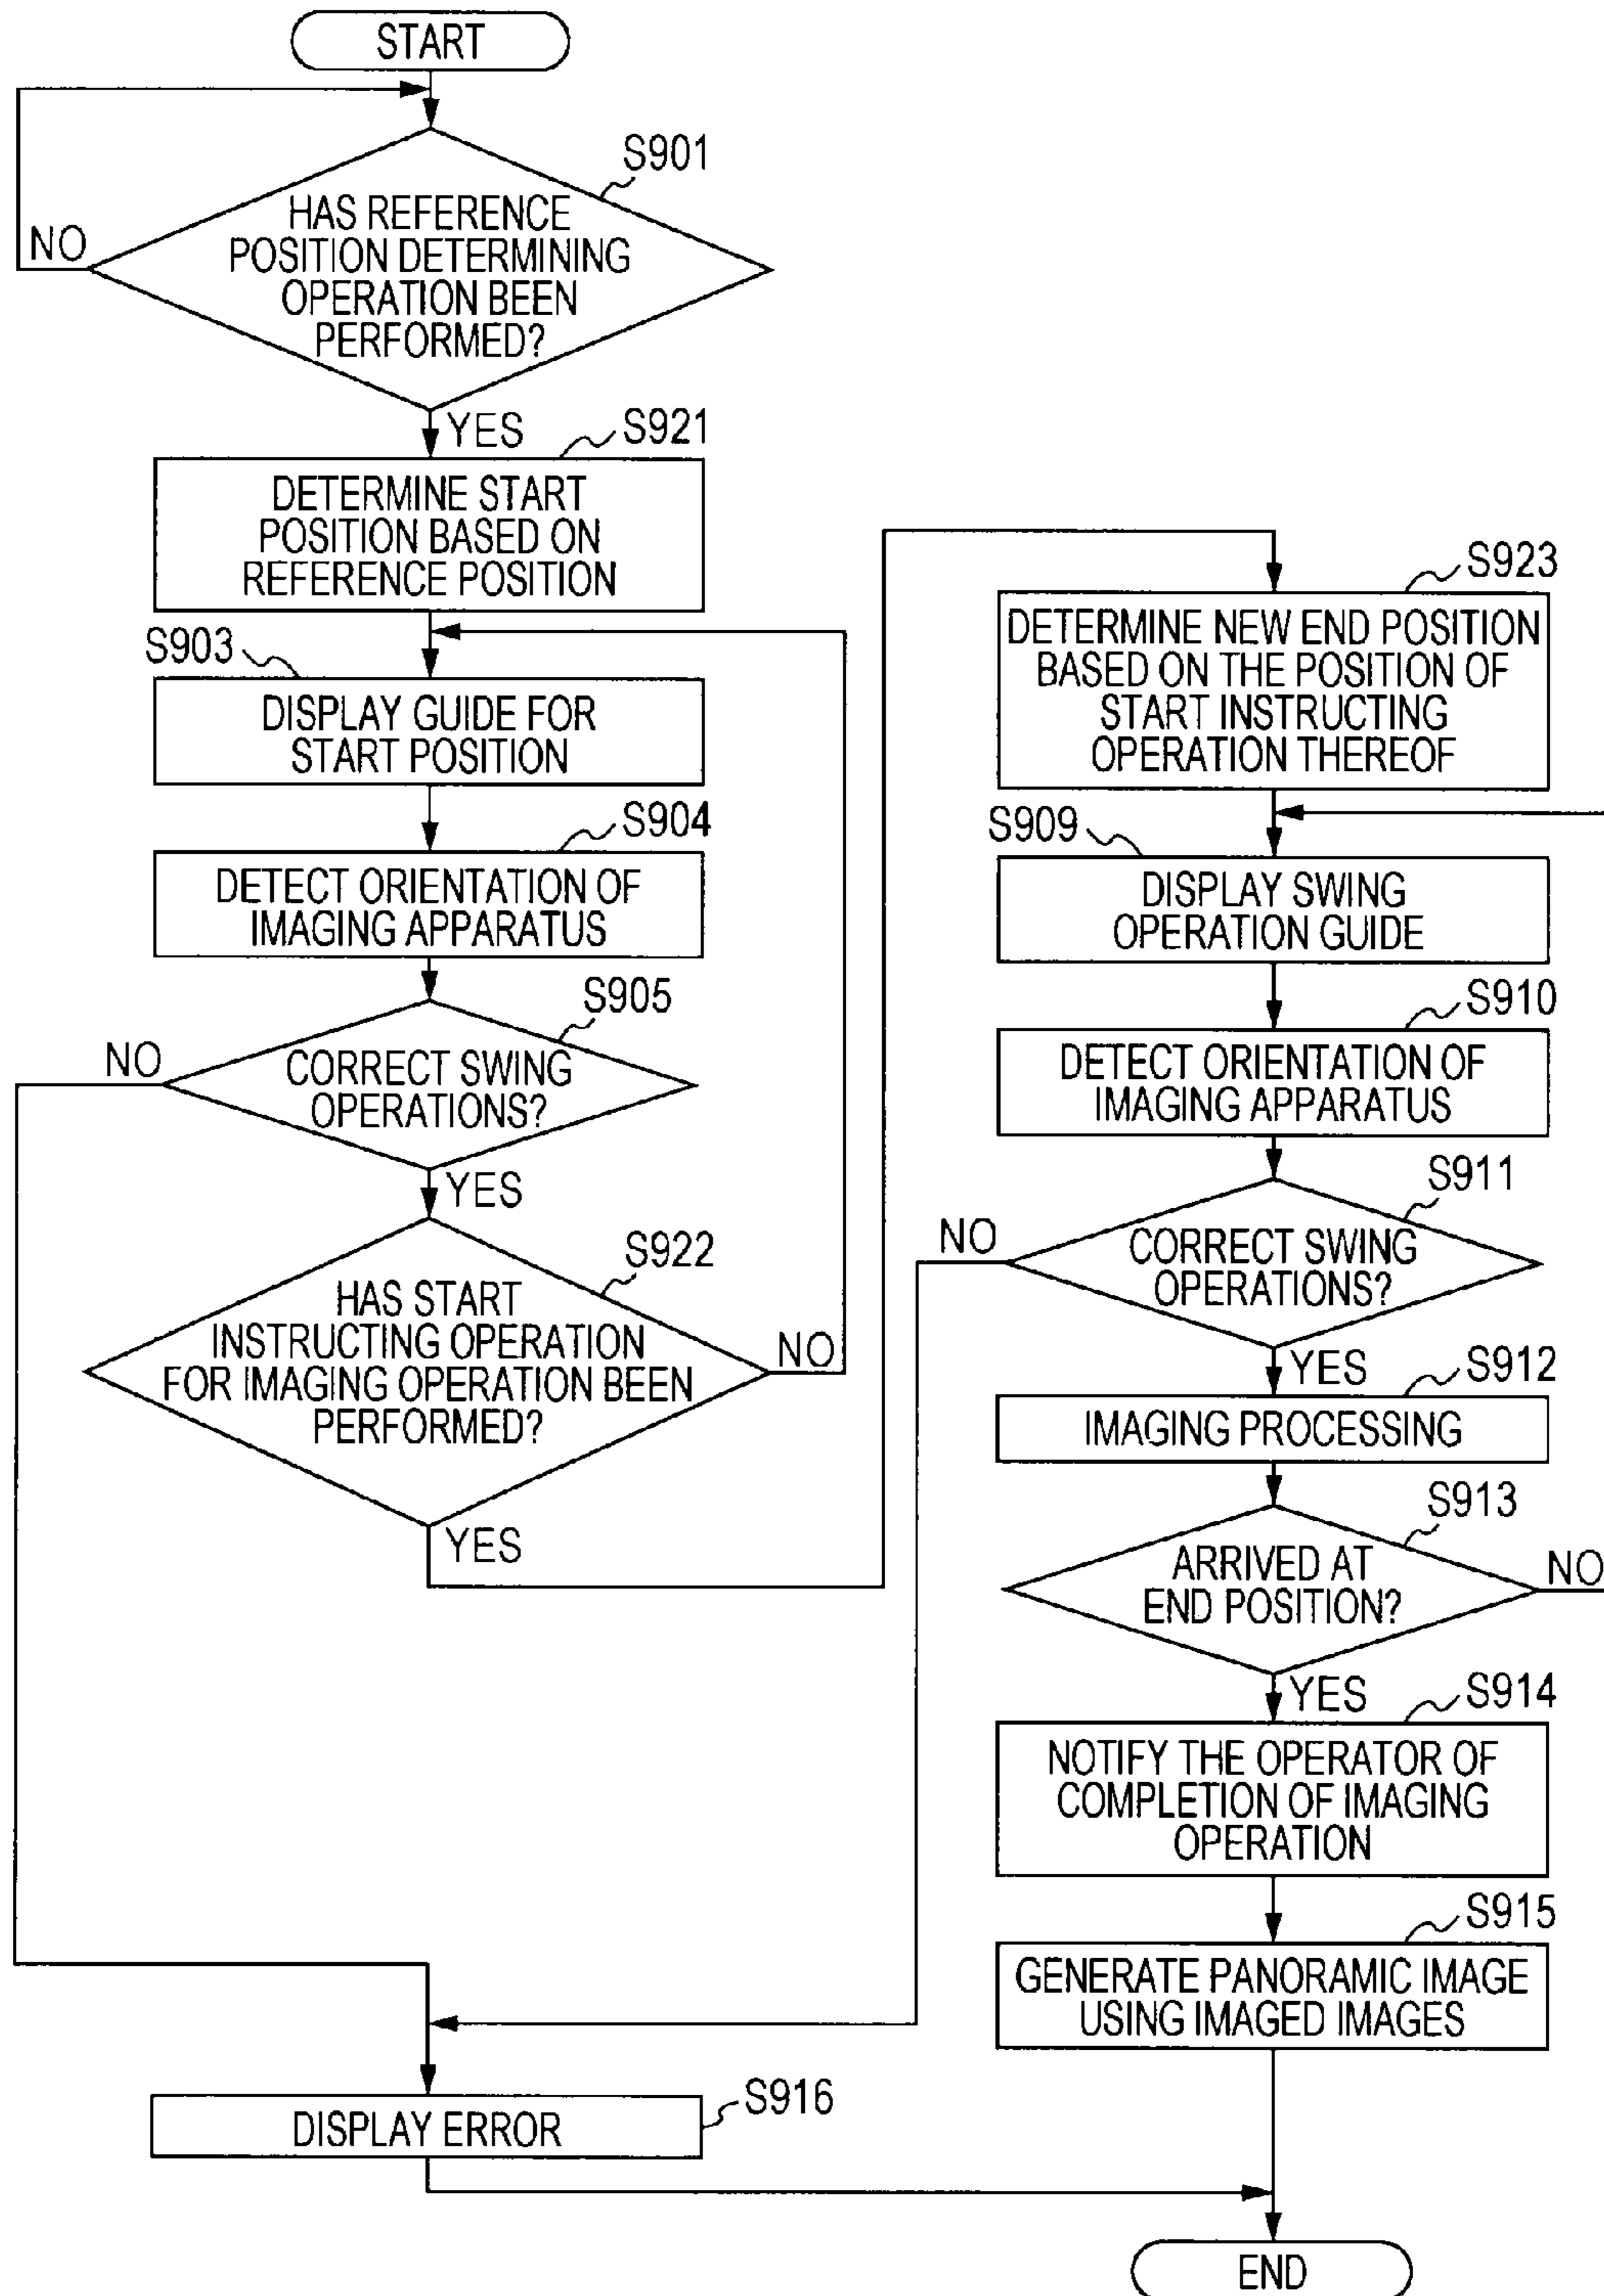 START
S901
HAS REFERENCE
POSITION DETERMINING
OPERATION BEEN
PERFORMED?
NO
YES
S921
DETERMINE START
POSITION BASED ON
REFERENCE POSITION
S903
DISPLAY GUIDE FOR
START POSITION
S904
DETECT ORIENTATION OF
IMAGING APPARATUS
S905
NO
CORRECT SWING
OPERATIONS?
YES
S922
HAS START
INSTRUCTING OPERATION
FOR IMAGING OPERATION BEEN
PERFORMED?
NO
YES
S923
DETERMINE NEW END POSITION
BASED ON THE POSITION OF
START INSTRUCTING
OPERATION THEREOF
S909
DISPLAY SWING
OPERATION GUIDE
S910
DETECT ORIENTATION OF
IMAGING APPARATUS
S911
NO
CORRECT SWING
OPERATIONS?
YES
S912
IMAGING PROCESSING
S913
ARRIVED AT
END POSITION?
NO
YES
S914
NOTIFY THE OPERATOR OF
COMPLETION OF IMAGING
OPERATION
S915
GENERATE PANORAMIC IMAGE
USING IMAGED IMAGES
S916
DISPLAY ERROR
END